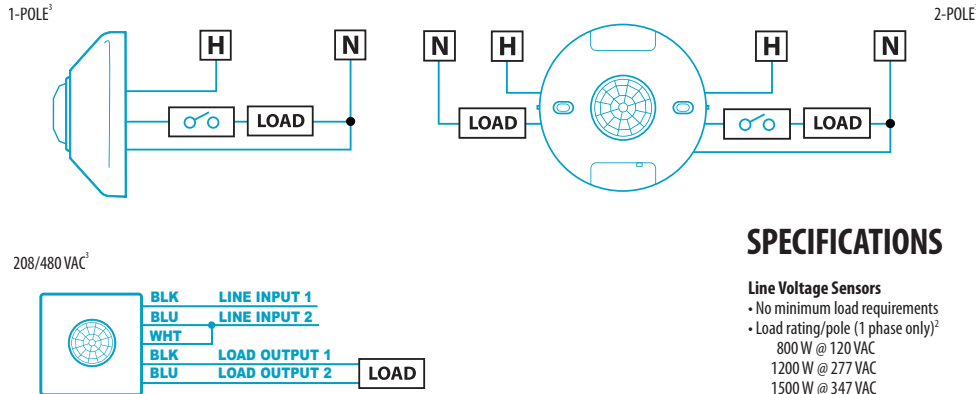 1-POLE³
2-POLE
H N N H H N
LOAD LOAD LOAD
208/480 VAC³
BLK LINE INPUT 1
BLU LINE INPUT 2
WHT
BLK LOAD OUTPUT 1
BLU LOAD OUTPUT 2
LOAD
SPECIFICATIONS
Line Voltage Sensors
• No minimum load requirements
• Load rating/pole (1 phase only)²
800 W @ 120 VAC
1200 W @ 277 VAC
1500 W @ 347 VAC